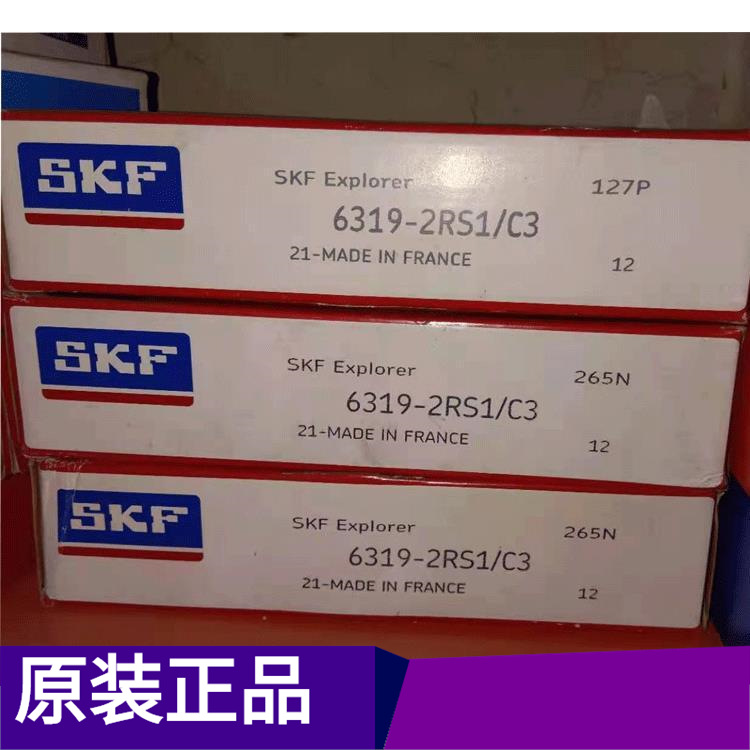 SKF
SKF Explorer
127P
6319-2RS1/C3
21-MADE IN FRANCE
12
SKF
SKF Explorer
265N
6319-2RS1/C3
21-MADE IN FRANCE
12
SKF
SKF Explorer
265N
6319-2RS1/C3
21-MADE IN FRANCE
12
原装正品